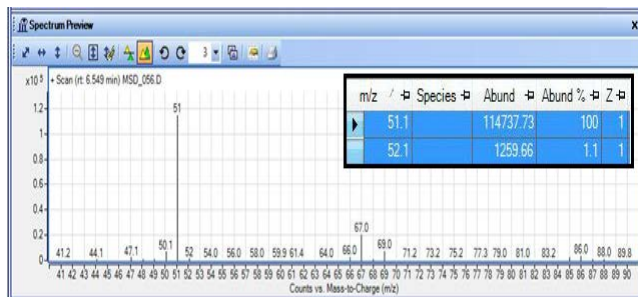 Spectrum Preview
x
3
x10 5 + Scan (rt: 6.549 min) MSD_056.D
m/z Species Abund Abund % Z
51.1 114737.73 100 1
52.1 1259.66 1.1 1
1.2
1
0.8
0.6
0.4
0.2
0
51
67.0
41.2 44.1 47.1 50.1 52 54.0 56.0 58.0 59.9 61.4 64.0 66.0 69.0 71.2 73.2 75.2 77.3 79.0 81.0 83.2 86.0 88.0 89.8
41 42 43 44 45 46 47 48 49 50 51 52 53 54 55 56 57 58 59 60 61 62 63 64 65 66 67 68 69 70 71 72 73 74 75 76 77 78 79 80 81 82 83 84 85 86 87 88 89 90
Counts vs. Mass-to-Charge (m/z)